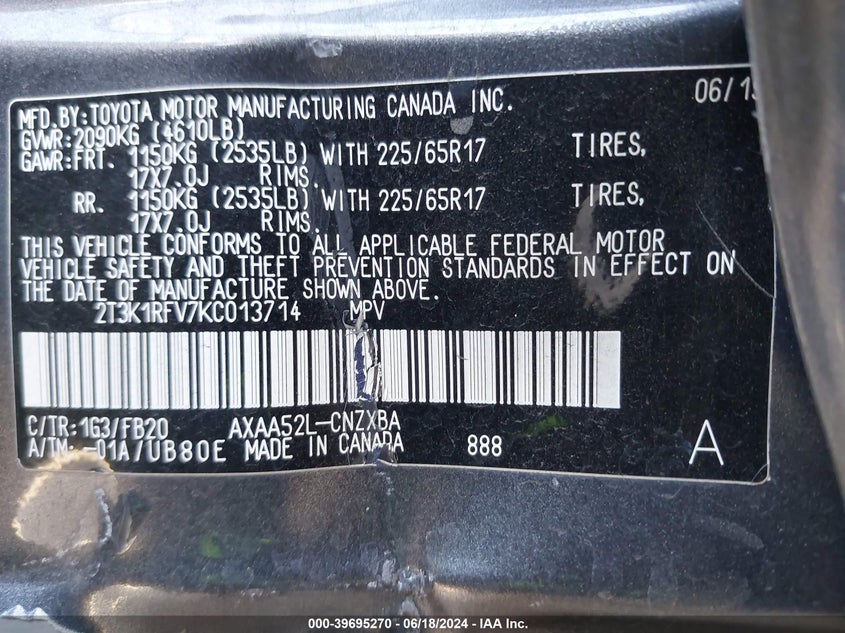 MFD.BY:TOYOTA MOTOR MANUFACTURING CANADA INC. 06/1
GVWR:2090KG (4610LB)
GAWR:FRT. 1150KG (2535LB) WITH 225/65R17 TIRES,
17X7.0J RIMS.
RR. 1150KG (2535LB) WITH 225/65R17 TIRES,
17X7.0J RIMS.
THIS VEHICLE CONFORMS TO ALL APPLICABLE FEDERAL MOTOR
VEHICLE SAFETY AND THEFT PREVENTION STANDARDS IN EFFECT ON
THE DATE OF MANUFACTURE SHOWN ABOVE.
2T3K1RFV7KC013714 MPV
C/TR:1G3/FB20 AXAA52L-CNZXBA
A/TM:-01A/UB80E MADE IN CANADA 888 A
000-39695270 - 06/18/2024 - IAA Inc.